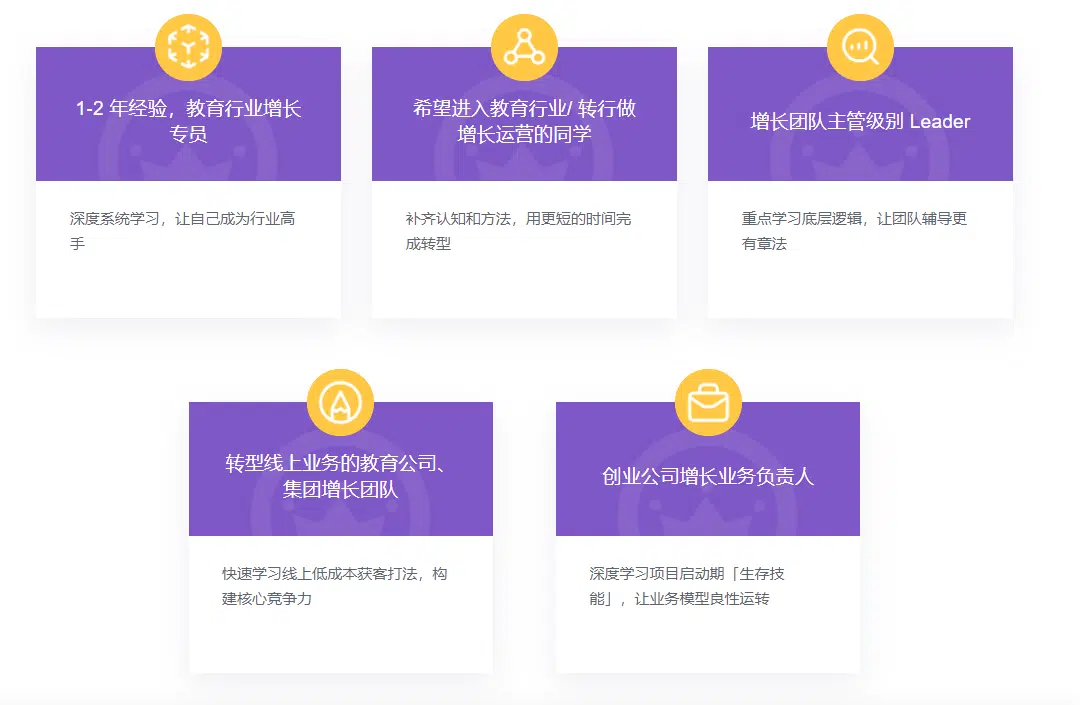 1-2 年经验，教育行业增长
专员
深度系统学习，让自己成为行业高
手
希望进入教育行业/ 转行做
增长运营的同学
补齐认知和方法，用更短的时间完
成转型
增长团队主管级别 Leader
重点学习底层逻辑，让团队辅导更
有章法
转型线上业务的教育公司、
集团增长团队
快速学习线上低成本获客打法，构
建核心竞争力
创业公司增长业务负责人
深度学习项目启动期「生存技
能」，让业务模型良性运转